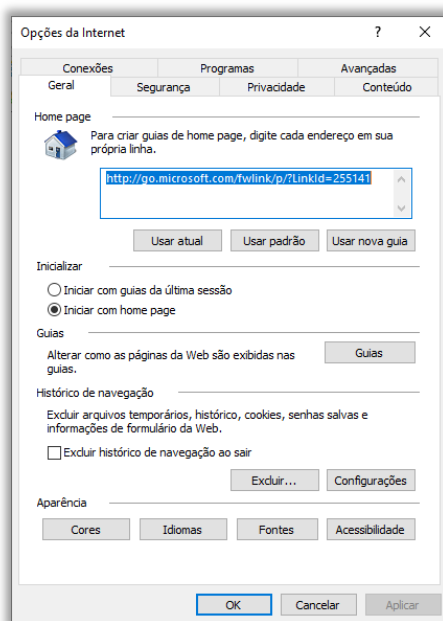 Opções da Internet ? X
Conexões Programas Avançadas
Geral Segurança Privacidade Conteúdo
Home page
Para criar guias de home page, digite cada endereço em sua
própria linha.
http://go.microsoft.com/fwlink/p/?LinkId=255141
Usar atual Usar padrão Usar nova guia
Inicializar
Iniciar com guias da última sessão
Iniciar com home page
Guias
Alterar como as páginas da Web são exibidas nas
guias.
Guias
Histórico de navegação
Excluir arquivos temporários, histórico, cookies, senhas salvas e
informações de formulário da Web.
Excluir histórico de navegação ao sair
Excluir... Configurações
Aparência
Cores Idiomas Fontes Acessibilidade
OK Cancelar Aplicar